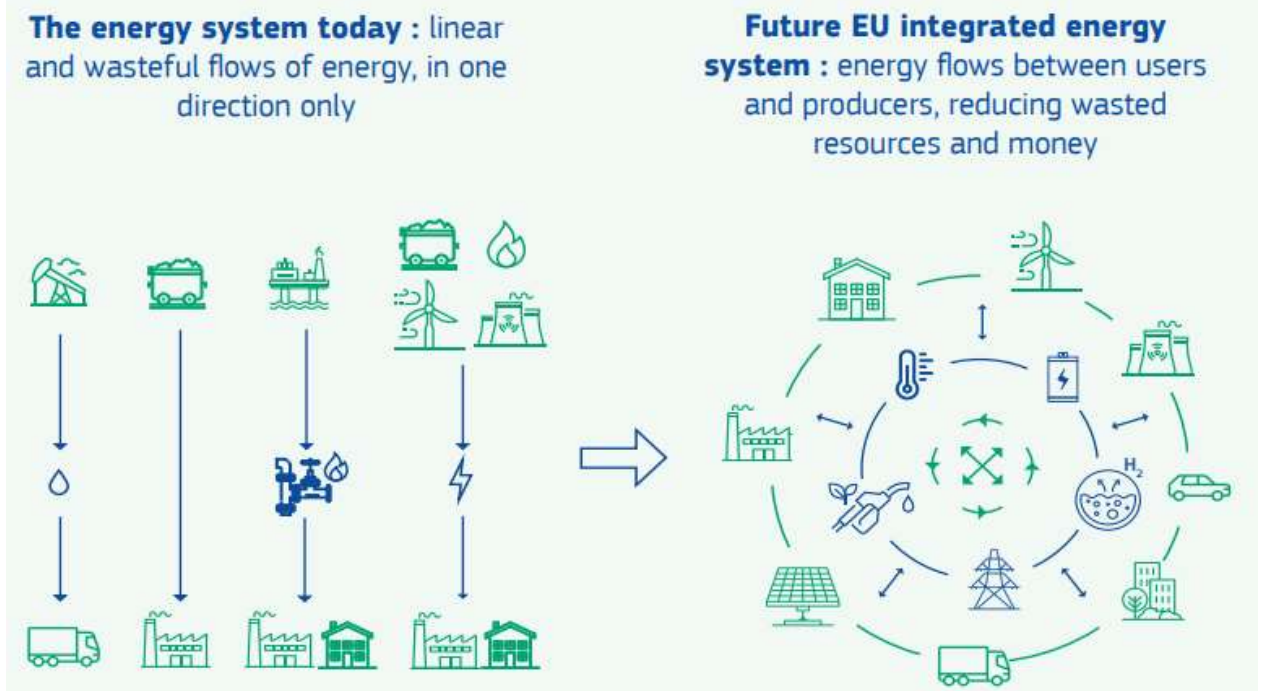 The energy system today : linear
and wasteful flows of energy, in one
direction only
Future EU integrated energy
system : energy flows between users
and producers, reducing wasted
resources and money
H₂